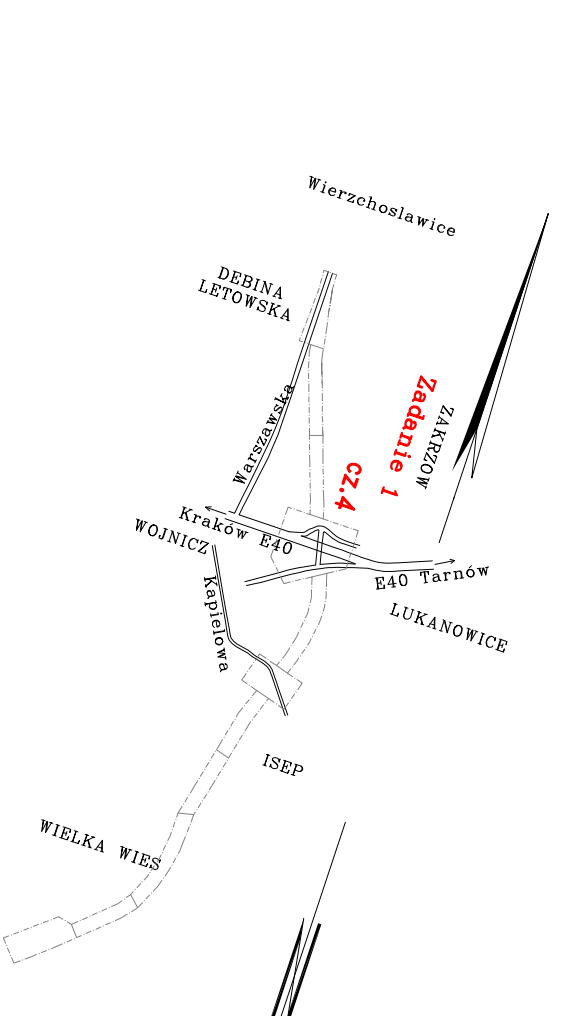 Wierzchoslawice
DEBINA
LETOWSKA
Warszawska
Zadanie 1
cz.4
ZAKRZOW
Kraków E40
WOJNICZ
E40 Tarnów
Kapielowa
LUKANOWICE
ISEP
WIELKA WIES